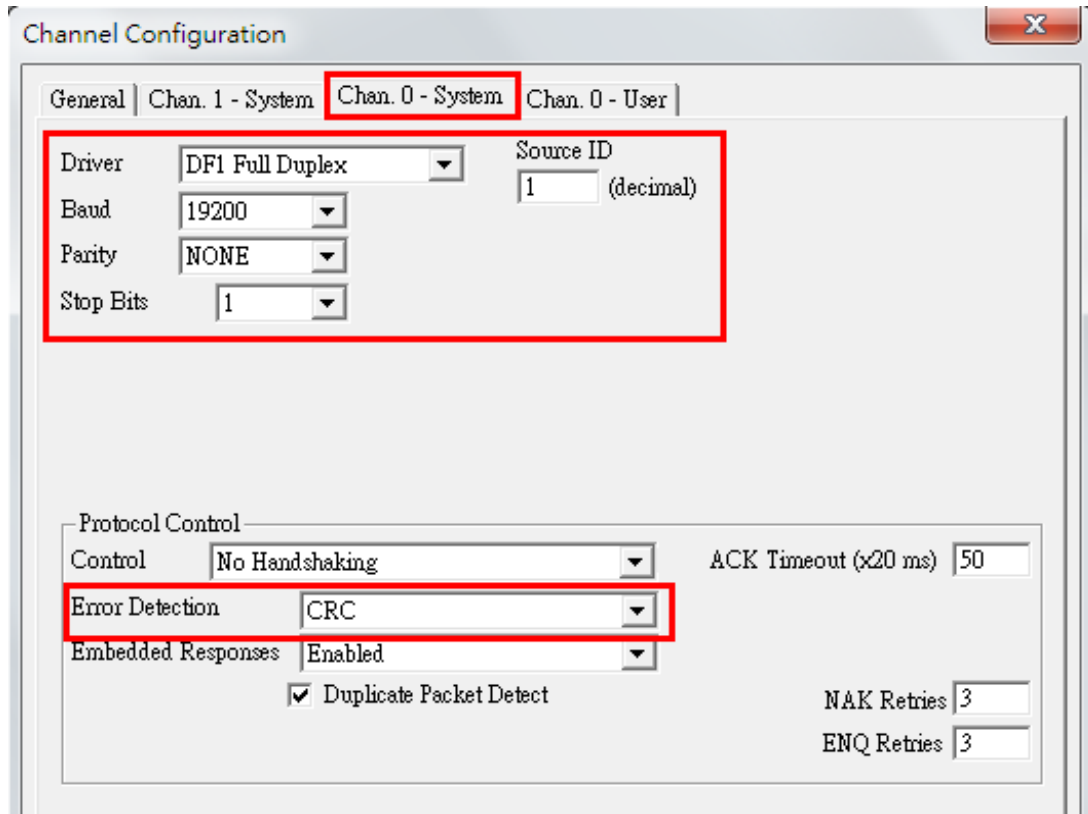 Channel Configuration
General Chan. 1 - System Chan. 0 - System Chan. 0 - User
Driver DF1 Full Duplex Source ID
1 (decimal)
Baud 19200
Parity NONE
Stop Bits 1
Protocol Control
Control No Handshaking ACK Timeout (x20 ms) 50
Error Detection CRC
Embedded Responses Enabled
Duplicate Packet Detect NAK Retries 3
ENQ Retries 3